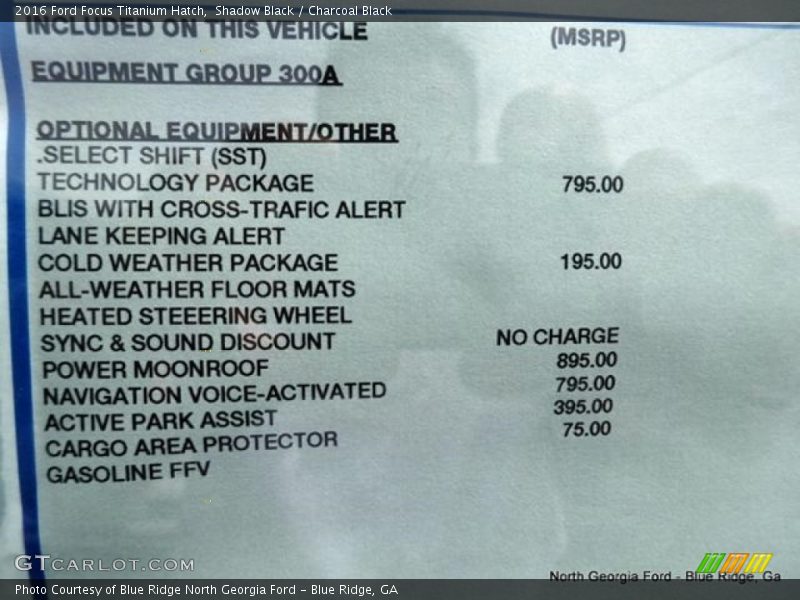 2016 Ford Focus Titanium Hatch,  Shadow Black / Charcoal Black
INCLUDED ON THIS VEHICLE (MSRP)
EQUIPMENT GROUP 300A
OPTIONAL EQUIPMENT/OTHER
.SELECT SHIFT (SST)
TECHNOLOGY PACKAGE 795.00
BLIS WITH CROSS-TRAFIC ALERT
LANE KEEPING ALERT
COLD WEATHER PACKAGE 195.00
ALL-WEATHER FLOOR MATS
HEATED STEEERING WHEEL
SYNC & SOUND DISCOUNT NO CHARGE
POWER MOONROOF 895.00
NAVIGATION VOICE-ACTIVATED 795.00
ACTIVE PARK ASSIST 395.00
CARGO AREA PROTECTOR 75.00
GASOLINE FFV
GTCARLOT.COM
North Georgia Ford - Blue Ridge, Ga
Photo Courtesy of Blue Ridge North Georgia Ford – Blue Ridge, GA